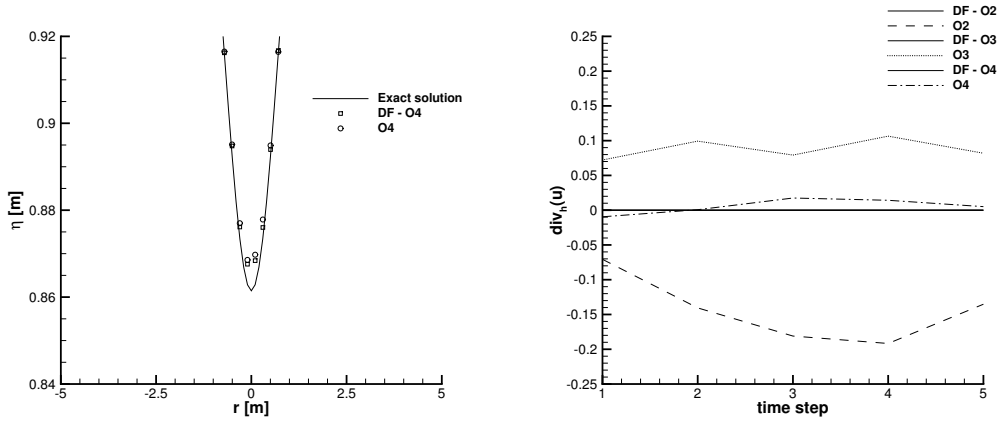 0.92
0.9
0.88
0.86
0.84
-5
-2.5
0
2.5
5
η [m]
r [m]
Exact solution
DF - O4
O4
DF - O2
O2
DF - O3
O3
DF - O4
O4
0.25
0.2
0.15
0.1
0.05
0
-0.05
-0.1
-0.15
-0.2
-0.25
1
2
3
4
5
div_h(u)
time step